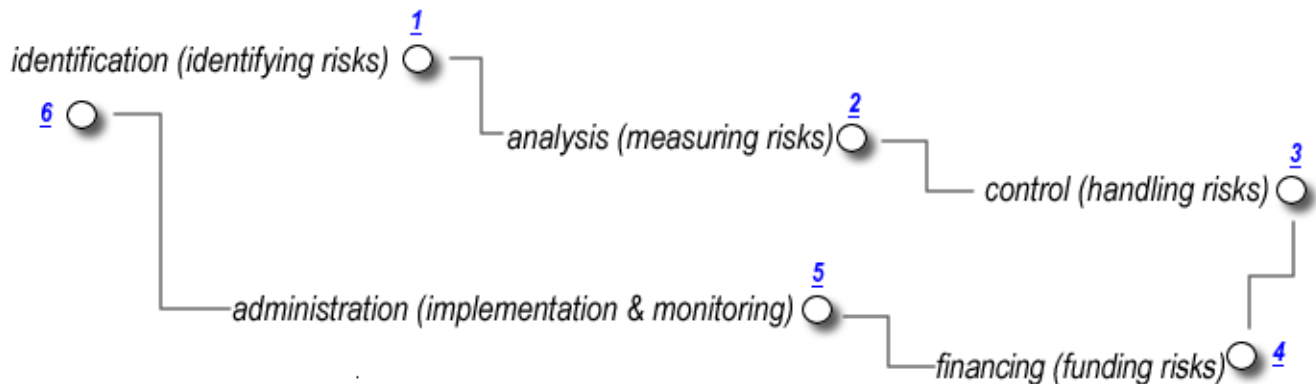 1
identification (identifying risks)
2
analysis (measuring risks)
3
control (handling risks)
4
financing (funding risks)
5
administration (implementation & monitoring)
6